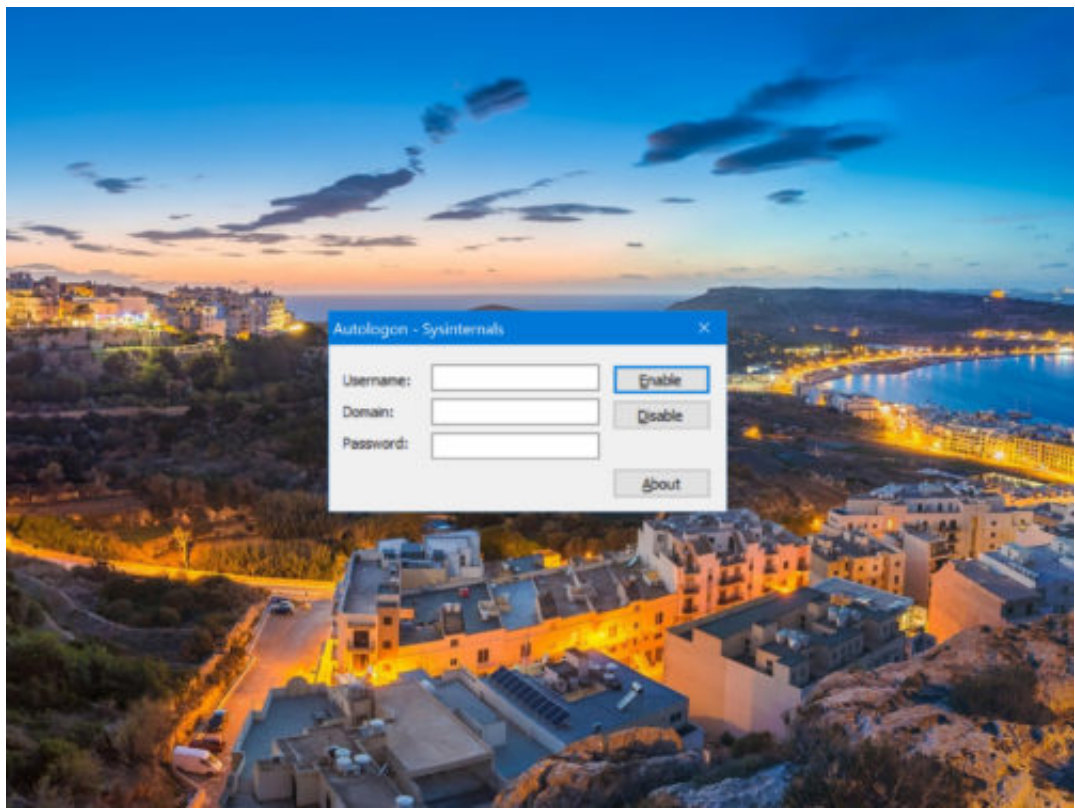 Autologon - Sysinternals
Username:
Enable
Domain:
Disable
Password:
About